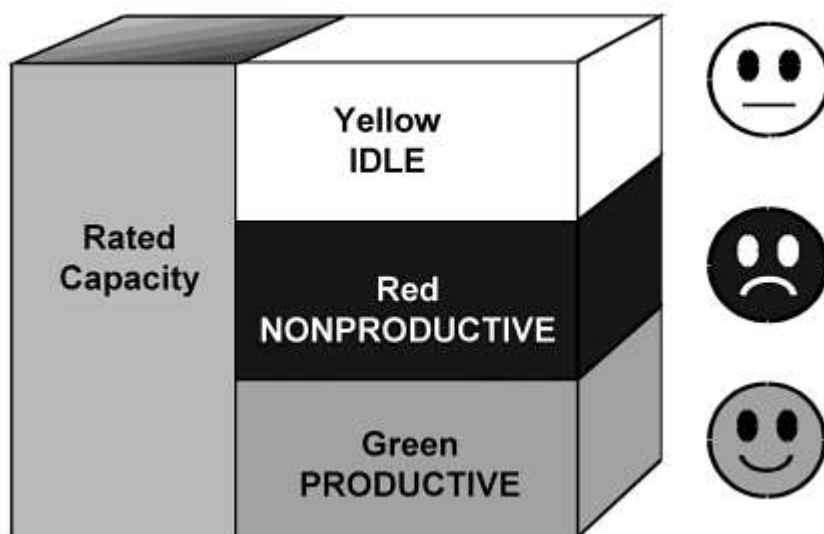 Rated
Capacity
Yellow
IDLE
Red
NONPRODUCTIVE
Green
PRODUCTIVE